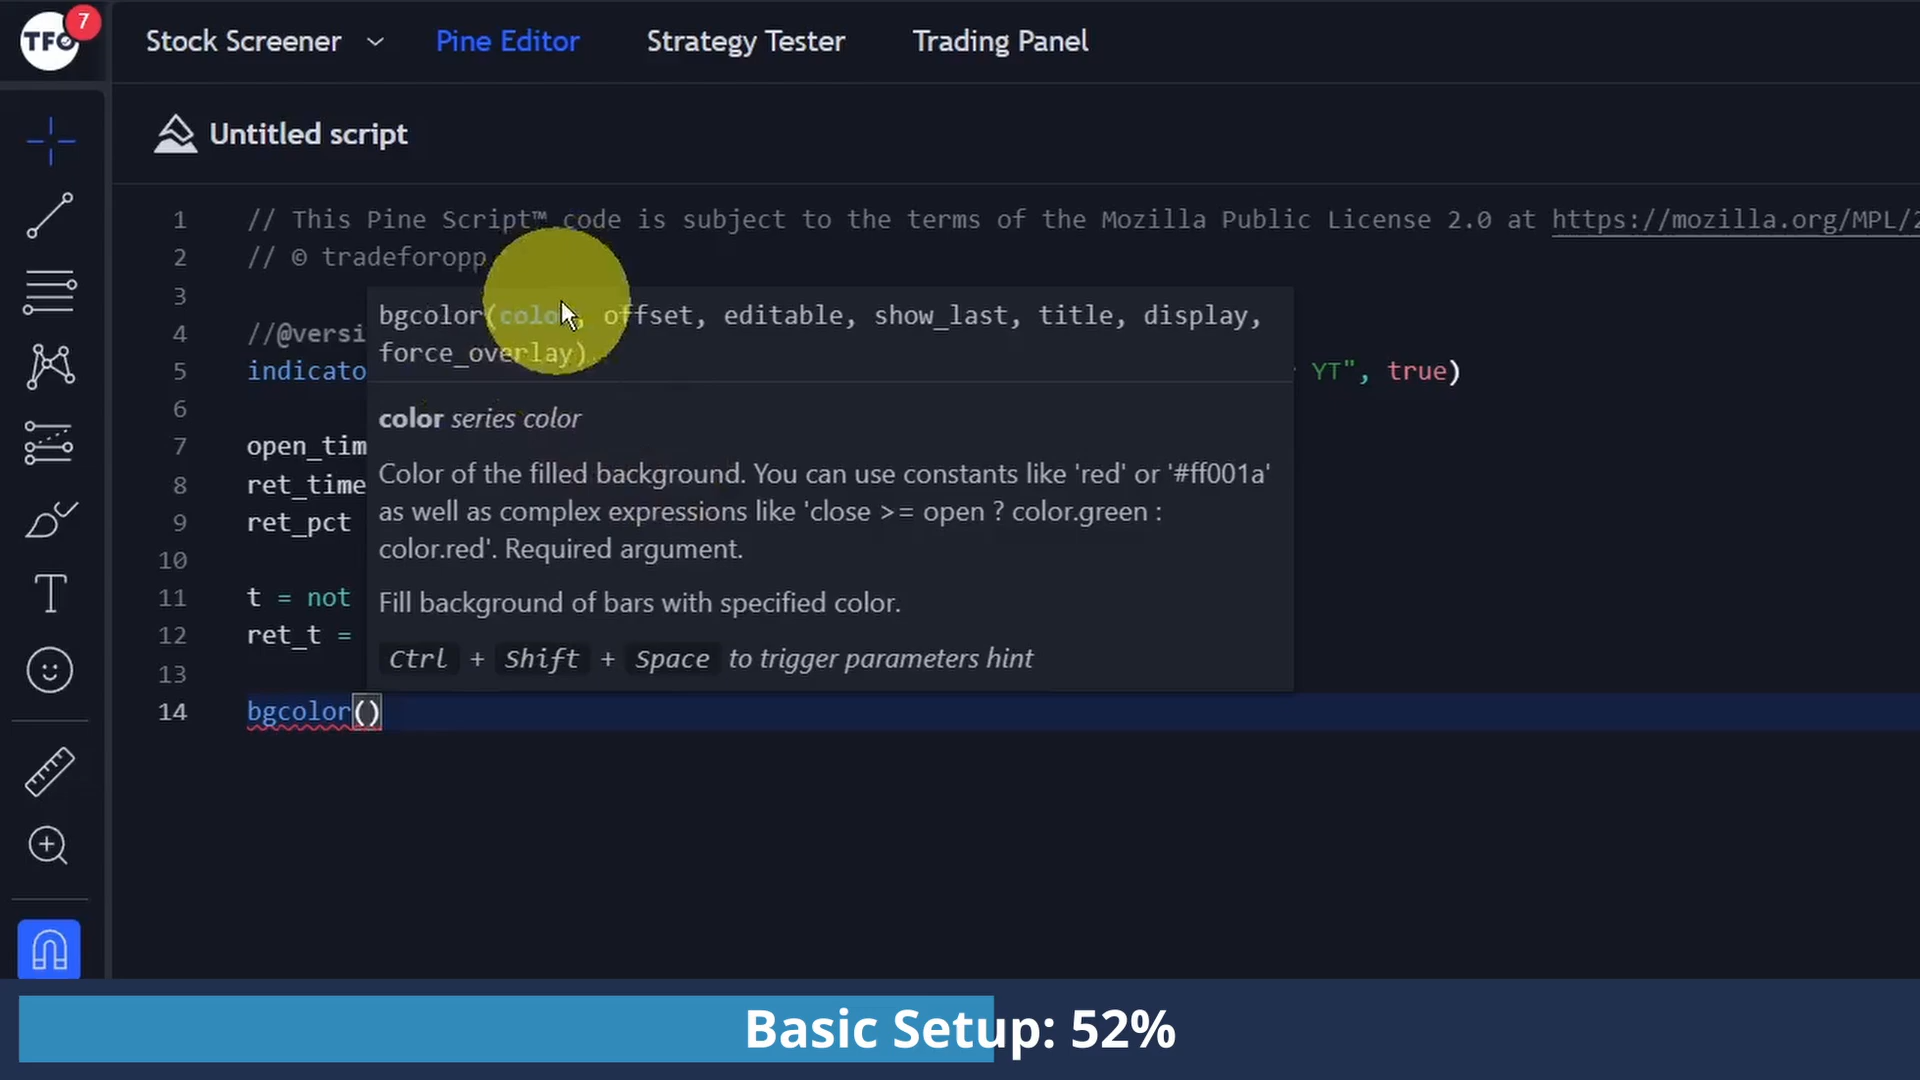 TFO 7 Stock Screener Pine Editor Strategy Tester Trading Panel
Untitled script
1 // This Pine Script™ code is subject to the terms of the Mozilla Public License 2.0 at https://mozilla.org/MPL/2
2 // © tradeforopp
3
bgcolor(color, offset, editable, show_last, title, display,
4 //@versi
force_overlay)
5 indicato YT", true)
6
color series color
7 open_tim
Color of the filled background. You can use constants like 'red' or '#ff001a'
8 ret_time
as well as complex expressions like 'close >= open ? color.green :
9 ret_pct
color.red'. Required argument.
10
11 t = not
Fill background of bars with specified color.
12 ret_t =
Ctrl + Shift + Space to trigger parameters hint
13
14 bgcolor()
Basic Setup: 52%